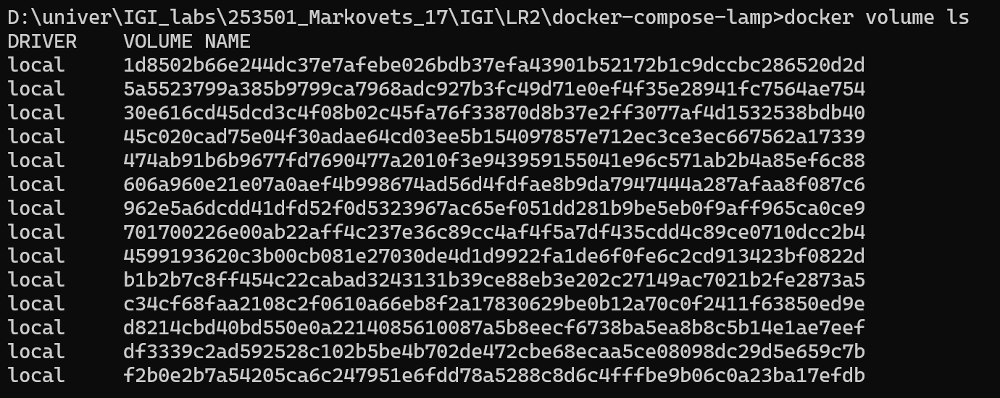 D:\univer\IGI_labs\253501_Markovets_17\IGI\LR2\docker-compose-lamp>docker volume ls
DRIVER    VOLUME NAME
local     1d8502b66e244dc37e7afebe026bdb37efa43901b52172b1c9dccbc286520d2d
local     5a5523799a385b9799ca7968adc927b3fc49d71e0ef4f35e28941fc7564ae754
local     30e616cd45dcd3c4f08b02c45fa76f33870d8b37e2ff3077af4d1532538bdb40
local     45c020cad75e04f30adae64cd03ee5b154097857e712ec3ce3ec667562a17339
local     474ab91b6b9677fd7690477a2010f3e943959155041e96c571ab2b4a85ef6c88
local     606a960e21e07a0aef4b998674ad56d4fdfae8b9da7947444a287afaa8f087c6
local     962e5a6dcdd41dfd52f0d5323967ac65ef051dd281b9be5eb0f9aff965ca0ce9
local     701700226e00ab22aff4c237e36c89cc4af4f5a7df435cdd4c89ce0710dcc2b4
local     4599193620c3b00cb081e27030de4d1d9922fa1de6f0fe6c2cd913423bf0822d
local     b1b2b7c8ff454c22cabad3243131b39ce88eb3e202c27149ac7021b2fe2873a5
local     c34cf68faa2108c2f0610a66eb8f2a17830629be0b12a70c0f2411f63850ed9e
local     d8214cbd40bd550e0a2214085610087a5b8eecf6738ba5ea8b8c5b14e1ae7eef
local     df3339c2ad592528c102b5be4b702de472cbe68ecaa5ce08098dc29d5e659c7b
local     f2b0e2b7a54205ca6c247951e6fdd78a5288c8d6c4fffbe9b06c0a23ba17efdb